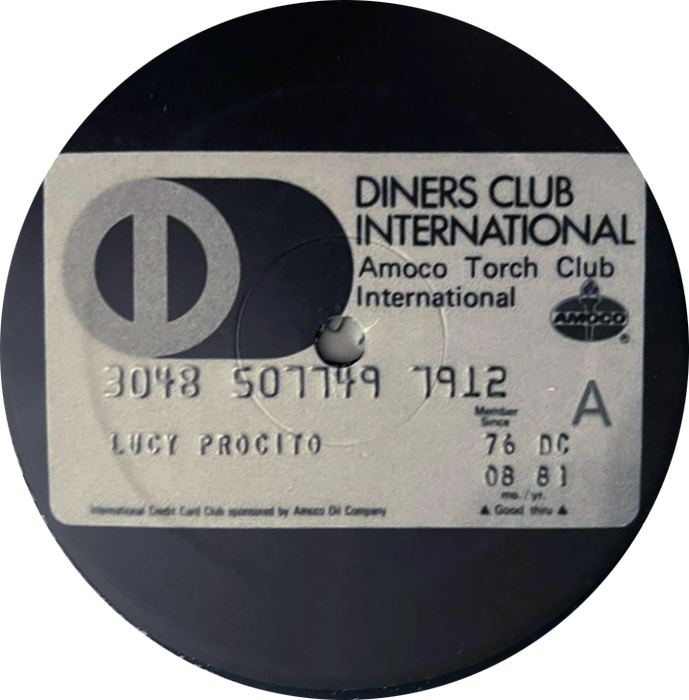 DINERS CLUB
INTERNATIONAL
Amoco Torch Club
International
AMOCO
®
3048 507749 7912
A
Member
Since
LUCY PROCITO
76 DC
08 81
mo./yr.
International Credit Card Club sponsored by Amoco Oil Company
▲ Good thru ▲